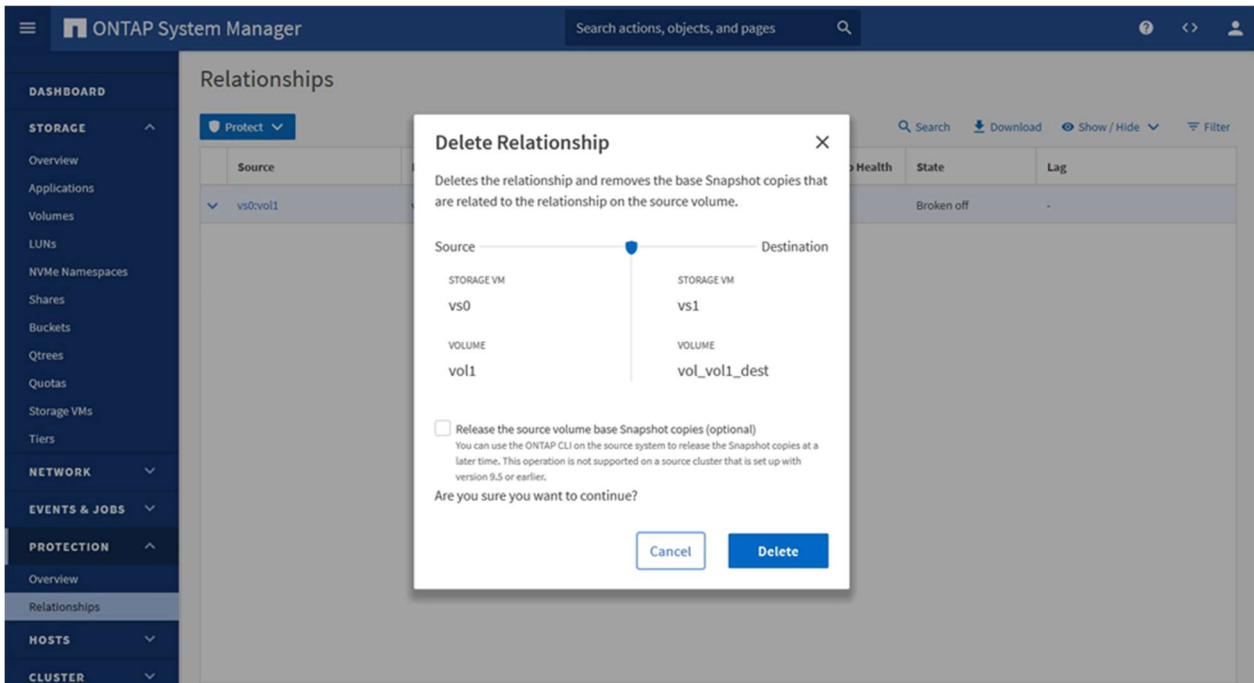 ONTAP System Manager
Search actions, objects, and pages
DASHBOARD
STORAGE
Overview
Applications
Volumes
LUNs
NVMe Namespaces
Shares
Buckets
Qtrees
Quotas
Storage VMs
Tiers
NETWORK
EVENTS & JOBS
PROTECTION
Overview
Relationships
HOSTS
CLUSTER
Relationships
Protect
Search
Download
Show / Hide
Filter
Source
Health
State
Lag
vs0:vol1
Broken off
-
Delete Relationship
Deletes the relationship and removes the base Snapshot copies that
are related to the relationship on the source volume.
Source
Destination
STORAGE VM
vs0
STORAGE VM
vs1
VOLUME
vol1
VOLUME
vol_vol1_dest
Release the source volume base Snapshot copies (optional)
You can use the ONTAP CLI on the source system to release the Snapshot copies at a
later time. This operation is not supported on a source cluster that is set up with
version 9.5 or earlier.
Are you sure you want to continue?
Cancel
Delete